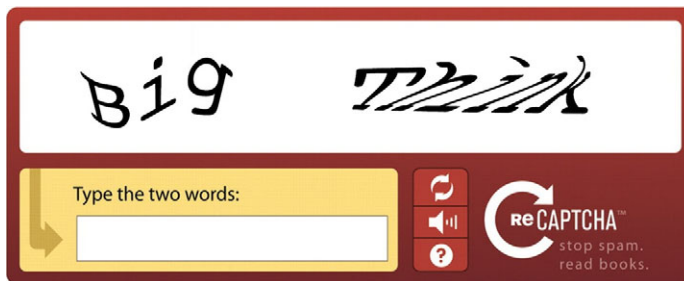 Big Think
Type the two words:
ReCAPTCHA™
stop spam.
read books.